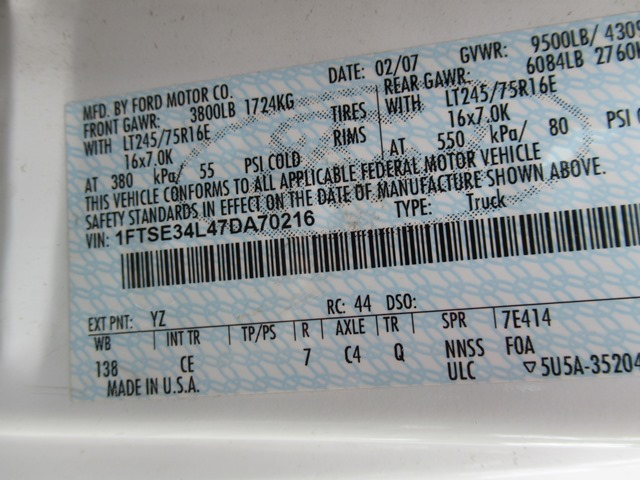 MFD. BY FORD MOTOR CO. DATE: 02/07 GVWR: 9500LB/ 4309
FRONT GAWR: 3800LB 1724KG REAR GAWR: 6084LB 2760K
WITH LT245/75R16E TIRES WITH LT245/75R16E
16x7.0K RIMS 16x7.0K
AT 380 kPa/ 55 PSI COLD AT 550 kPa/ 80 PSI CO
THIS VEHICLE CONFORMS TO ALL APPLICABLE FEDERAL MOTOR VEHICLE
SAFETY STANDARDS IN EFFECT ON THE DATE OF MANUFACTURE SHOWN ABOVE.
VIN: 1FTSE34L47DA70216 TYPE: Truck
EXT PNT: YZ RC: 44 DSO:
WB INT TR TP/PS R AXLE TR SPR 7E414
138 CE 7 C4 Q NNSS FOA
MADE IN U.S.A. ULC ▽5U5A-35204